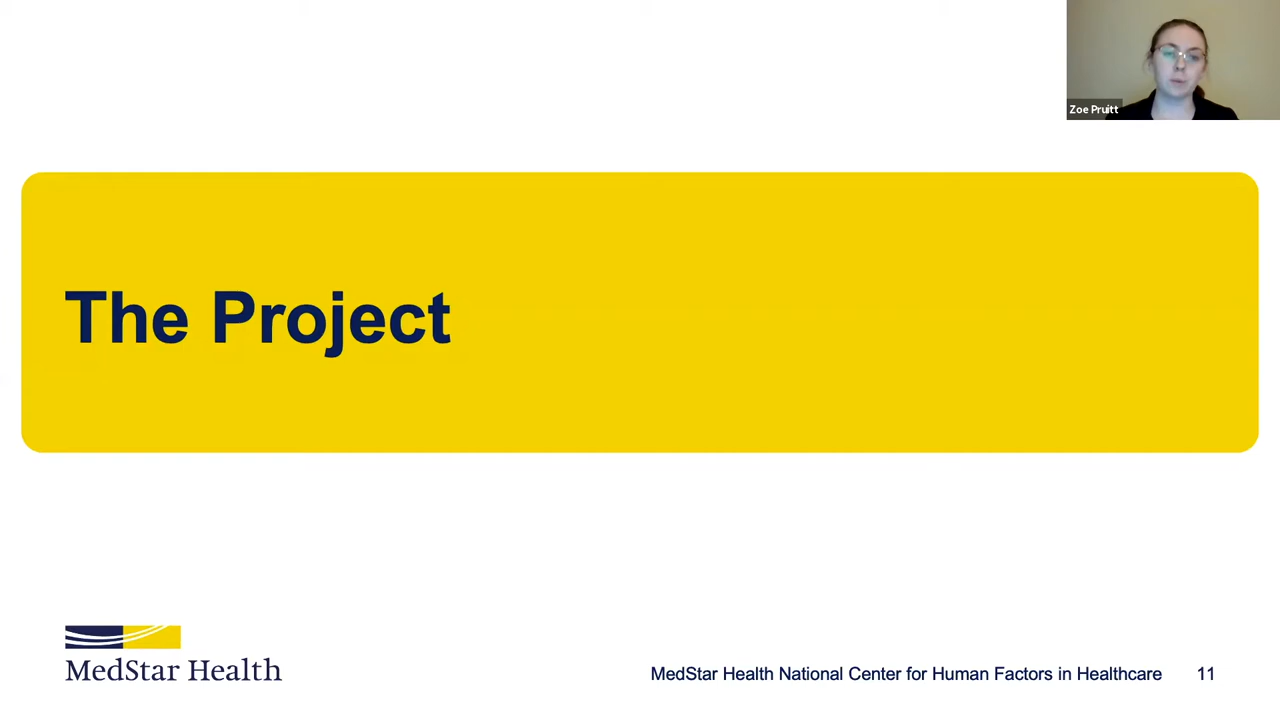 Zoe Pruitt
The Project
MedStar Health
MedStar Health National Center for Human Factors in Healthcare 11